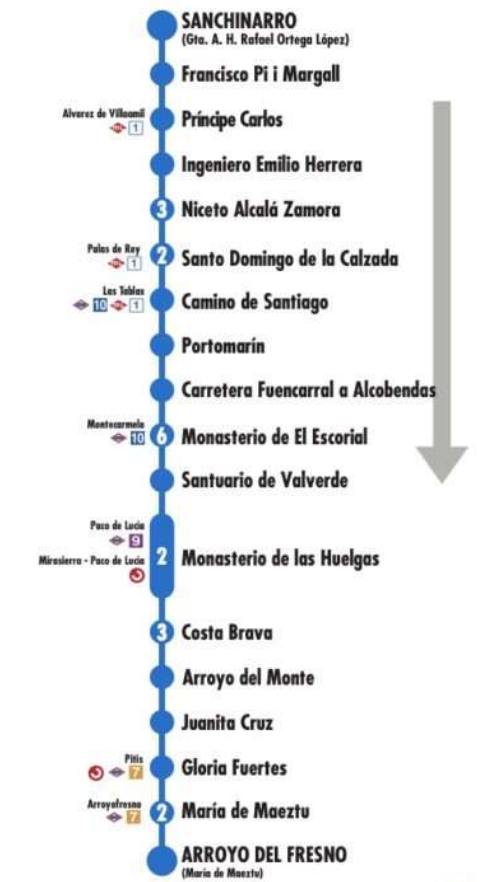 SANCHINARRO
(Gta. A. H. Rafael Ortega López)
Francisco Pi i Margall
Alvarez de Villaamil
ML 1
Príncipe Carlos
Ingeniero Emilio Herrera
3 Niceto Alcalá Zamora
Palas de Rey
ML 1
2 Santo Domingo de la Calzada
Las Tablas
10 ML 1
Camino de Santiago
Portomarín
Carretera Fuencarral a Alcobendas
Montecarmelo
10
6 Monasterio de El Escorial
Santuario de Valverde
Paco de Lucía
9
Mirasierra - Paco de Lucía
2 Monasterio de las Huelgas
3 Costa Brava
Arroyo del Monte
Juanita Cruz
Pitis
7
Gloria Fuertes
Arroyofresno
7
2 María de Maeztu
ARROYO DEL FRESNO
(María de Maeztu)